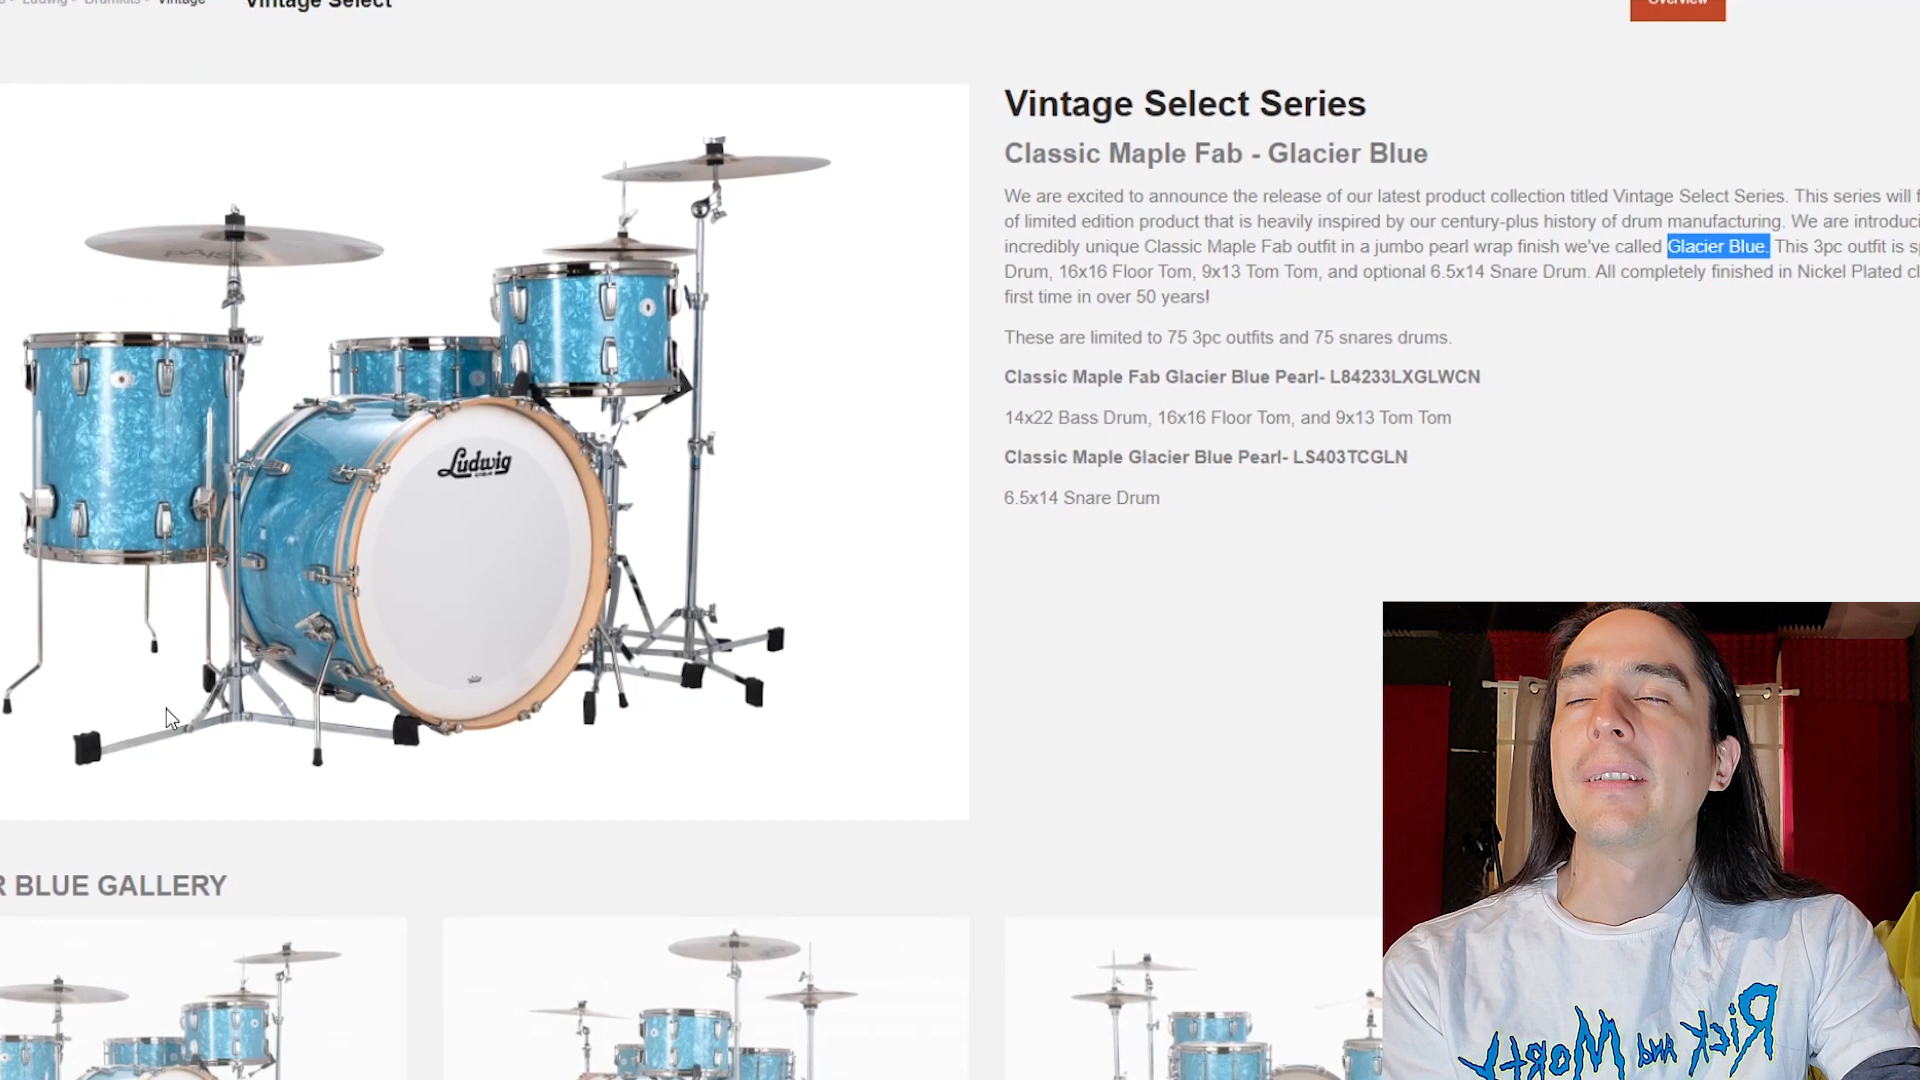 Ludwig > Drumkits > Vintage
Vintage Select
Overview
Vintage Select Series
Classic Maple Fab - Glacier Blue
We are excited to announce the release of our latest product collection titled Vintage Select Series. This series will
of limited edition product that is heavily inspired by our century-plus history of drum manufacturing. We are
incredibly unique Classic Maple Fab outfit in a jumbo pearl wrap finish we've called Glacier Blue. This 3pc outfit is
Drum, 16x16 Floor Tom, 9x13 Tom Tom, and optional 6.5x14 Snare Drum. All completely finished in Nickel Plated
first time in over 50 years!
These are limited to 75 3pc outfits and 75 snares drums.
Classic Maple Fab Glacier Blue Pearl- L84233LXGLWCN
14x22 Bass Drum, 16x16 Floor Tom, and 9x13 Tom Tom
Classic Maple Glacier Blue Pearl- LS403TCGLN
6.5x14 Snare Drum
PAISTE
Ludwig
R BLUE GALLERY
Rick and Morty